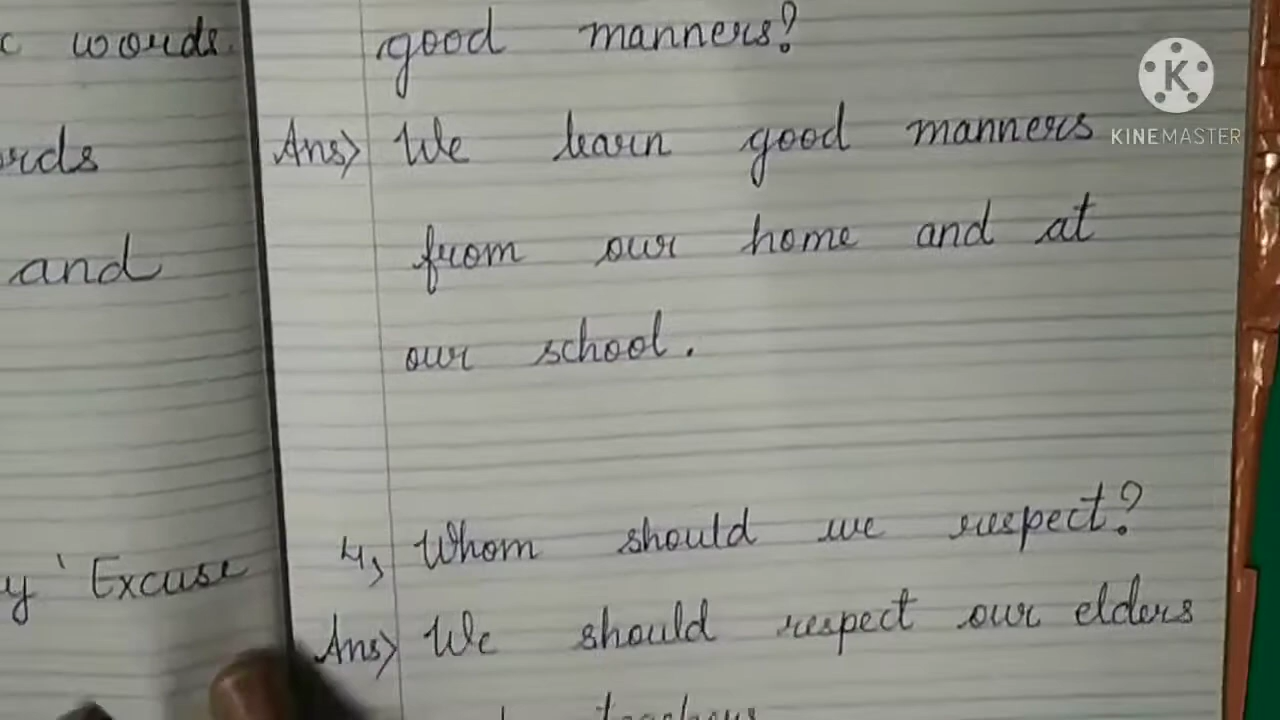 words.
and
'Excuse
good manners?
Ans> We learn good manners
from our home and at
our school.
4, Whom should we respect?
Ans> We should respect our elders
teachers
KINEMASTER